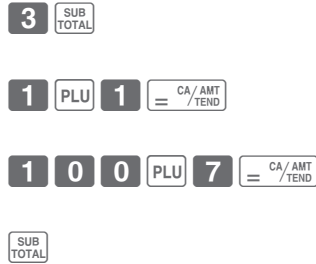 3 SUB TOTAL
1 PLU 1 = CA/AMT/TEND
1 0 0 PLU 7 = CA/AMT/TEND
SUB TOTAL